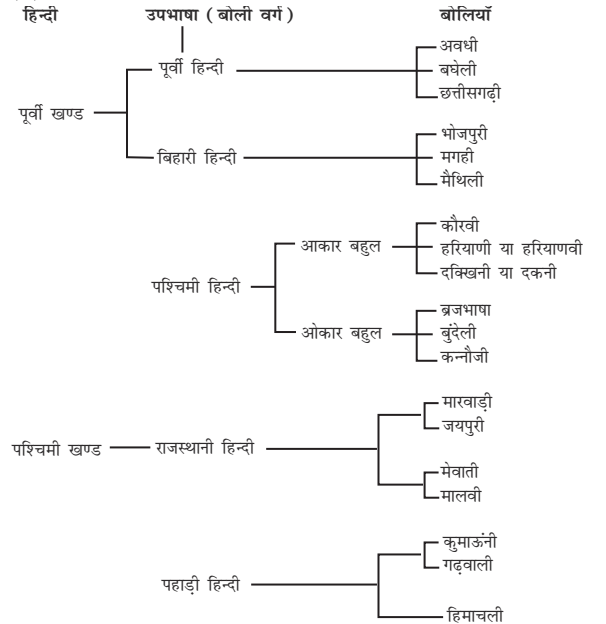 हिन्दी उपभाषा ( बोली वर्ग ) बोलियॉ
अवधी
पूर्वी हिन्दी बघेली
छत्तीसगढ़ी
पूर्वी खण्ड
भोजपुरी
बिहारी हिन्दी मगही
मैथिली
कौरवी
आकार बहुल हरियाणी या हरियाणवी
दक्खिनी या दकनी
पश्चिमी हिन्दी
ब्रजभाषा
ओकार बहुल बुंदेली
कन्नौजी
मारवाड़ी
जयपुरी
पश्चिमी खण्ड राजस्थानी हिन्दी
मेवाती
मालवी
कुमाऊंनी
गढ़वाली
पहाड़ी हिन्दी
हिमाचली